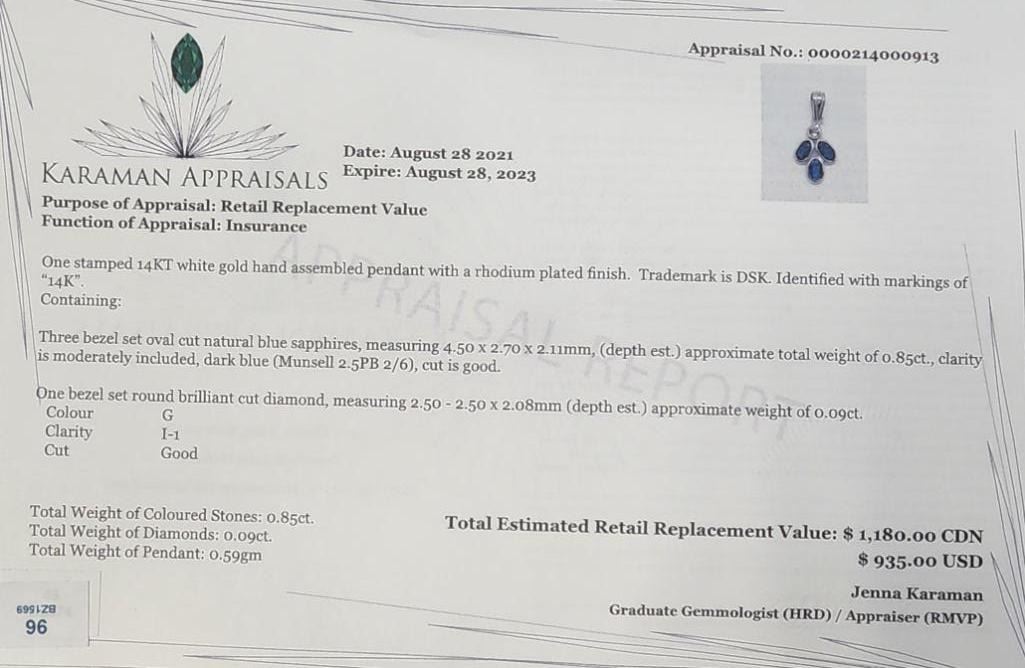 Appraisal No.: 0000214000913
KARAMAN APPRAISALS
Date: August 28 2021
Expire: August 28, 2023
Purpose of Appraisal: Retail Replacement Value
Function of Appraisal: Insurance
APPRAISAL REPORT
One stamped 14KT white gold hand assembled pendant with a rhodium plated finish. Trademark is DSK. Identified with markings of
“14K”.
Containing:
Three bezel set oval cut natural blue sapphires, measuring 4.50 x 2.70 x 2.11mm, (depth est.) approximate total weight of 0.85ct., clarity
is moderately included, dark blue (Munsell 2.5PB 2/6), cut is good.
One bezel set round brilliant cut diamond, measuring 2.50 - 2.50 x 2.08mm (depth est.) approximate weight of 0.09ct.
Colour G
Clarity I-1
Cut Good
Total Weight of Coloured Stones: 0.85ct.
Total Weight of Diamonds: 0.09ct.
Total Weight of Pendant: 0.59gm
Total Estimated Retail Replacement Value: $ 1,180.00 CDN
$ 935.00 USD
Jenna Karaman
Graduate Gemmologist (HRD) / Appraiser (RMVP)
96
BZ1699